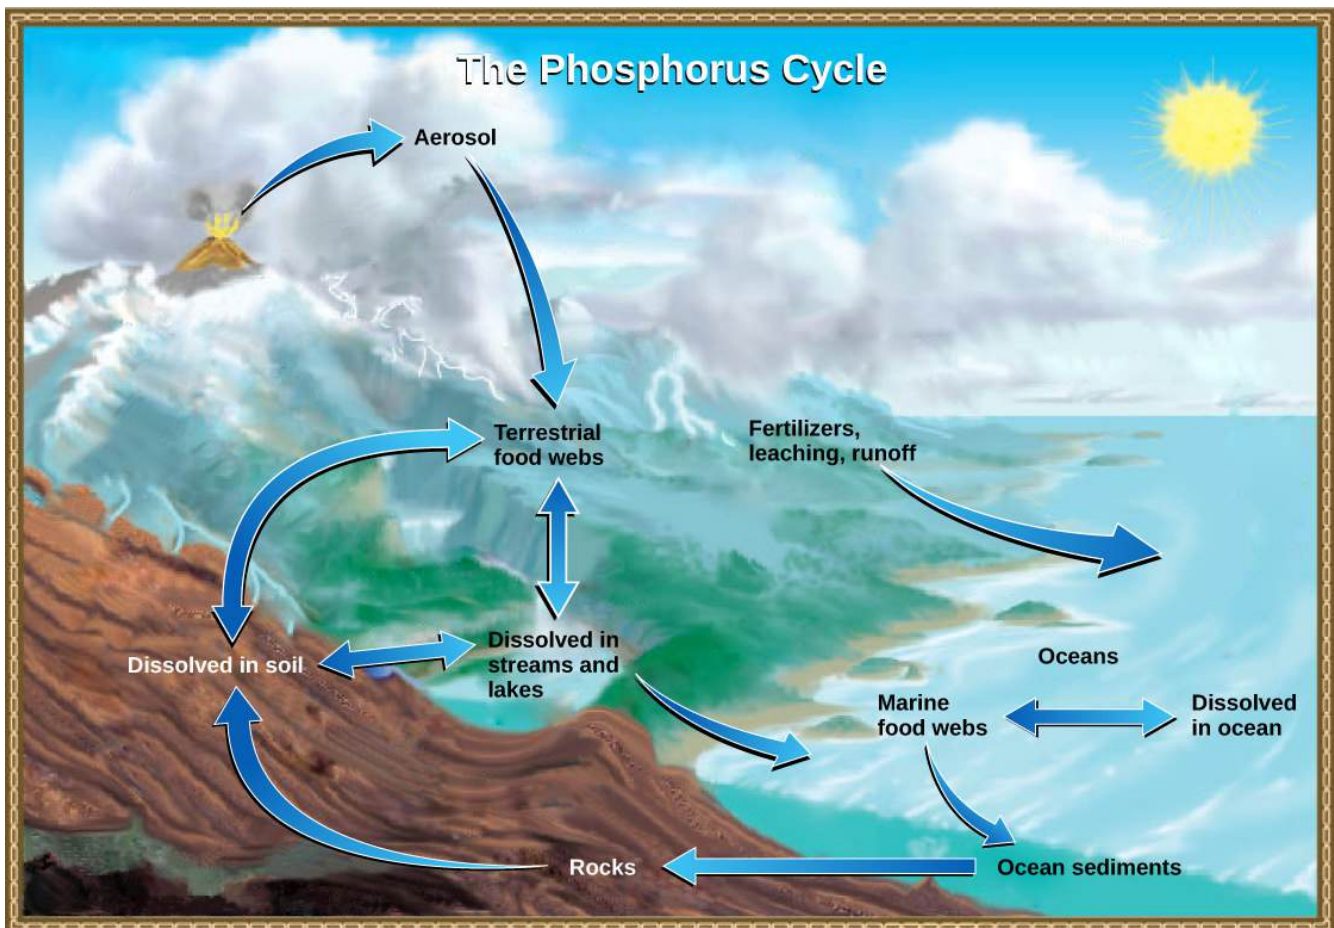 The Phosphorus Cycle
Aerosol
Terrestrial
food webs
Fertilizers,
leaching, runoff
Dissolved in soil
Dissolved in
streams and
lakes
Oceans
Marine
food webs
Dissolved
in ocean
Rocks
Ocean sediments